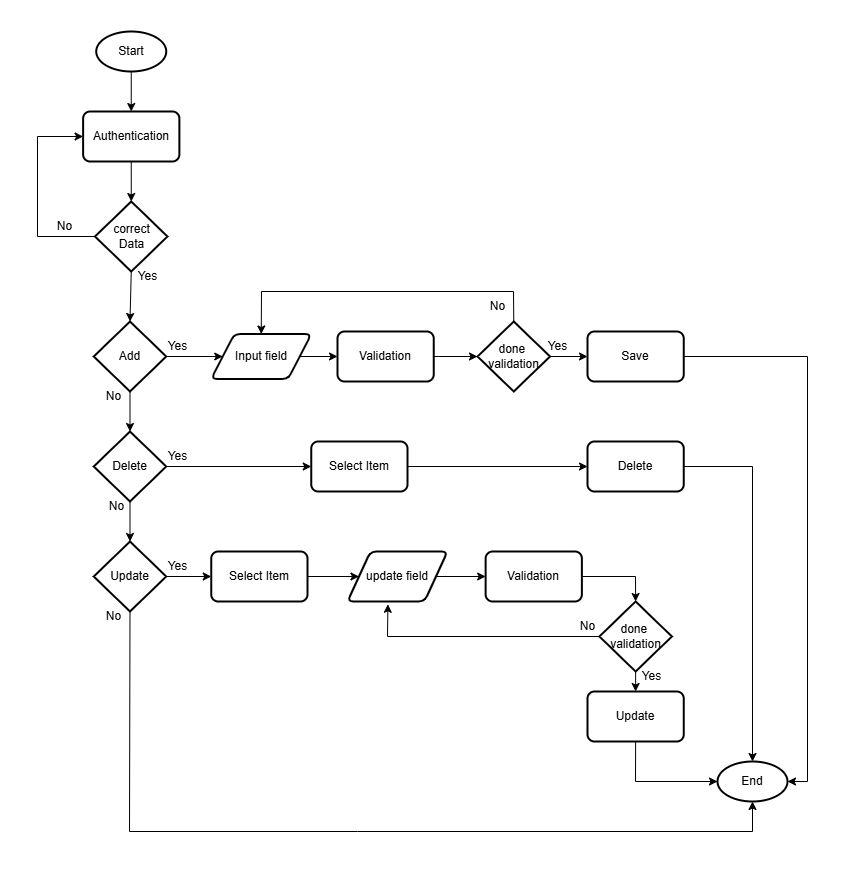 Start
Authentication
No
correct
Data
Yes
No
Add
Yes
Input field
Validation
done
validation
Yes
Save
No
Delete
Yes
Select Item
Delete
No
Update
Yes
Select Item
update field
Validation
No
No
done
validation
Yes
Update
End